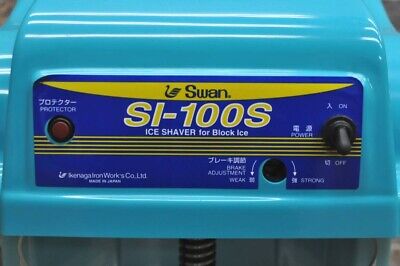 Swan®
SI-100S
ICE SHAVER for Block Ice
プロテクター
PROTECTOR
入 ON
電源
POWER
切 OFF
ブレーキ調節
BRAKE
ADJUSTMENT
WEAK 弱 強 STRONG
Ikenaga Iron Works Co., Ltd.
MADE IN JAPAN